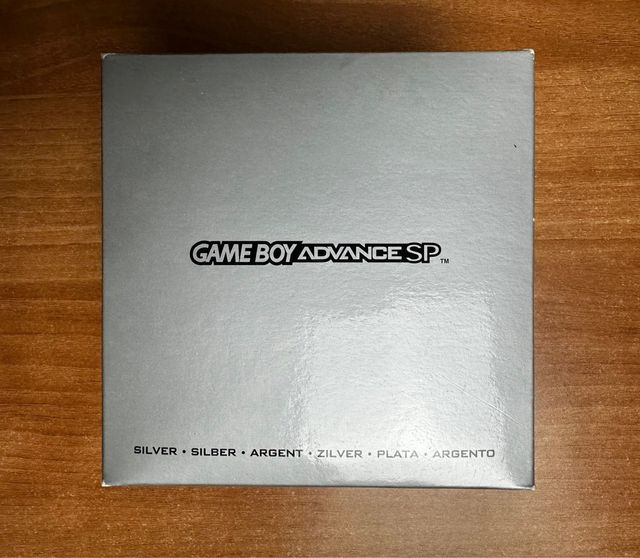 GAME BOY ADVANCE SP™
SILVER • SILBER • ARGENT • ZILVER • PLATA • ARGENTO